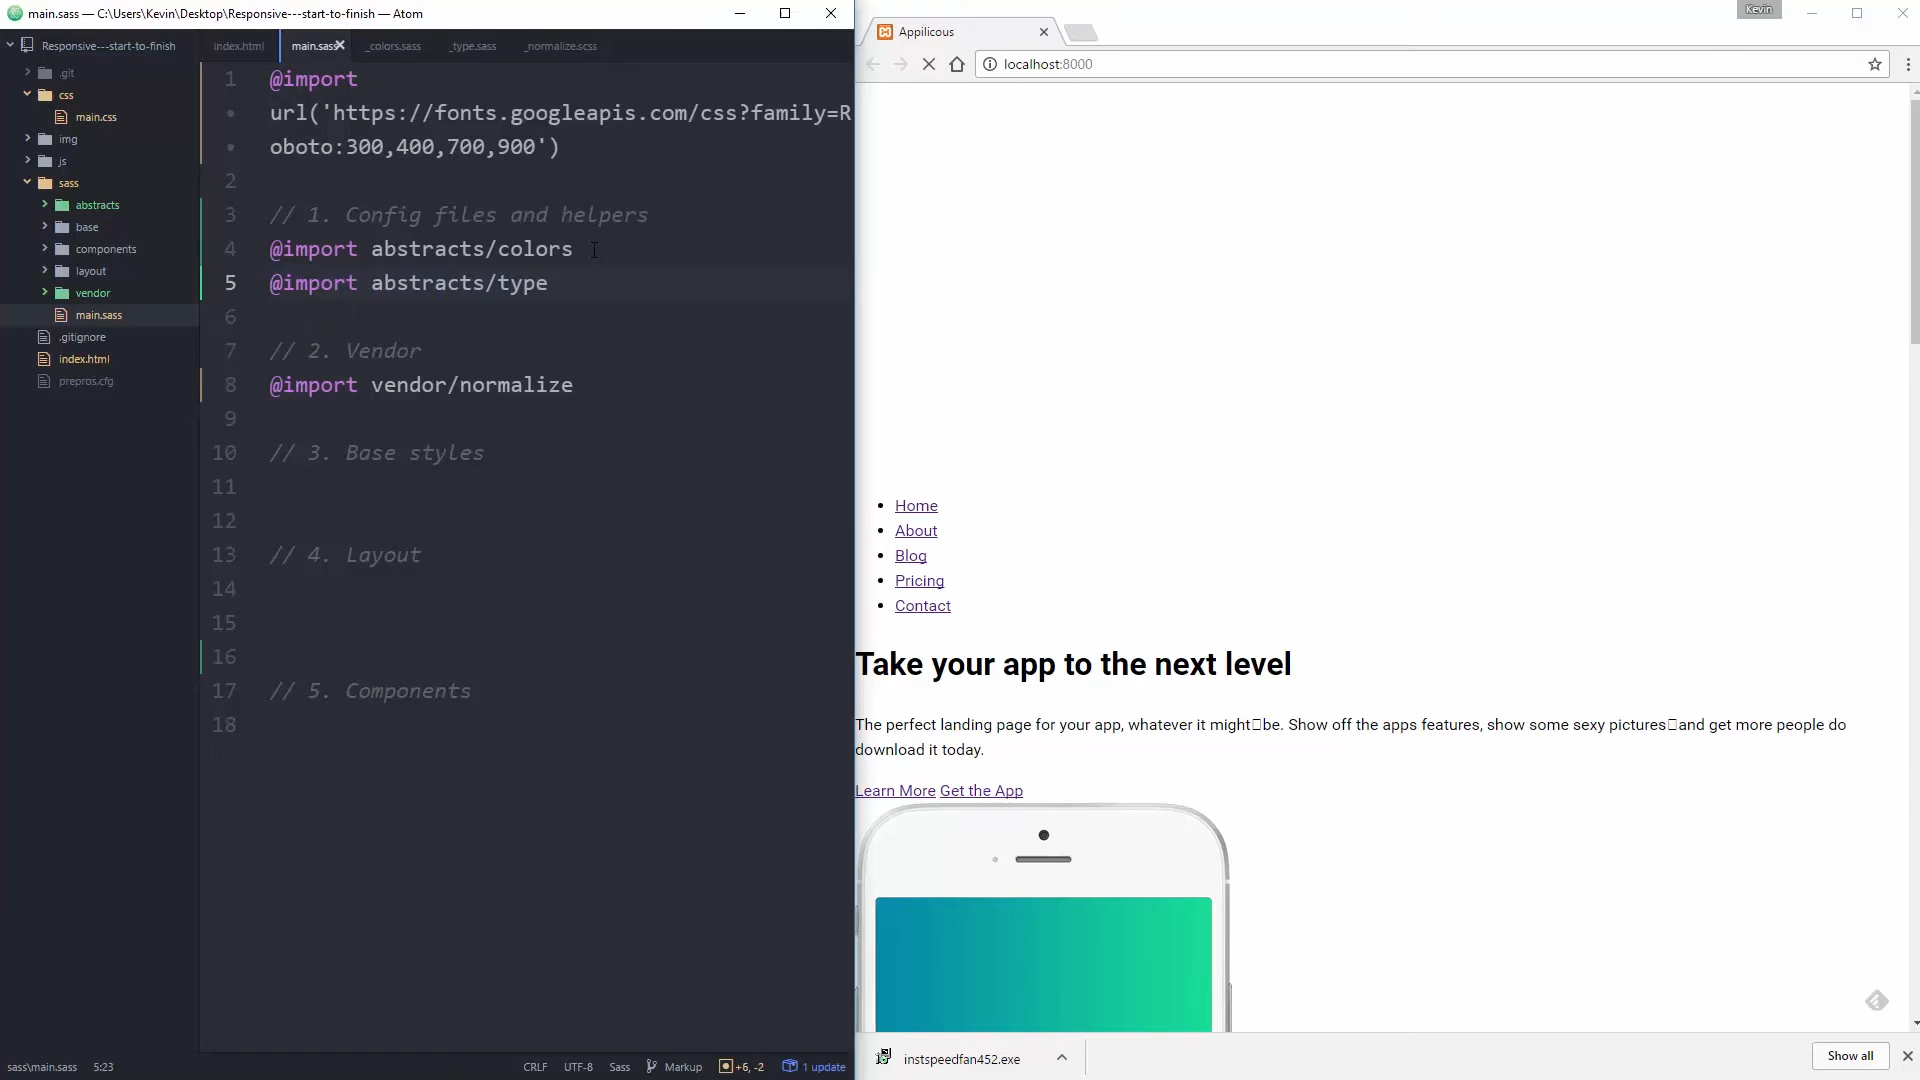 main.sass — C:\Users\Kevin\Desktop\Responsive---start-to-finish — Atom
Responsive---start-to-finish
.git
css
main.css
img
js
sass
abstracts
base
components
layout
vendor
main.sass
.gitignore
index.html
prepros.cfg
index.html
main.sass
_colors.sass
_type.sass
_normalize.scss
1 @import
url('https://fonts.googleapis.com/css?family=R
oboto:300,400,700,900')
2
3 // 1. Config files and helpers
4 @import abstracts/colors
5 @import abstracts/type
6
7 // 2. Vendor
8 @import vendor/normalize
9
10 // 3. Base styles
11
12
13 // 4. Layout
14
15
16
17 // 5. Components
18
sass\main.sass 5:23
CRLF UTF-8 Sass Markup +6, -2 1 update
Kevin
Appilicous
localhost:8000
Home
About
Blog
Pricing
Contact
Take your app to the next level
The perfect landing page for your app, whatever it might□be. Show off the apps features, show some sexy pictures□and get more people do
download it today.
Learn More Get the App
instspeedfan452.exe
Show all